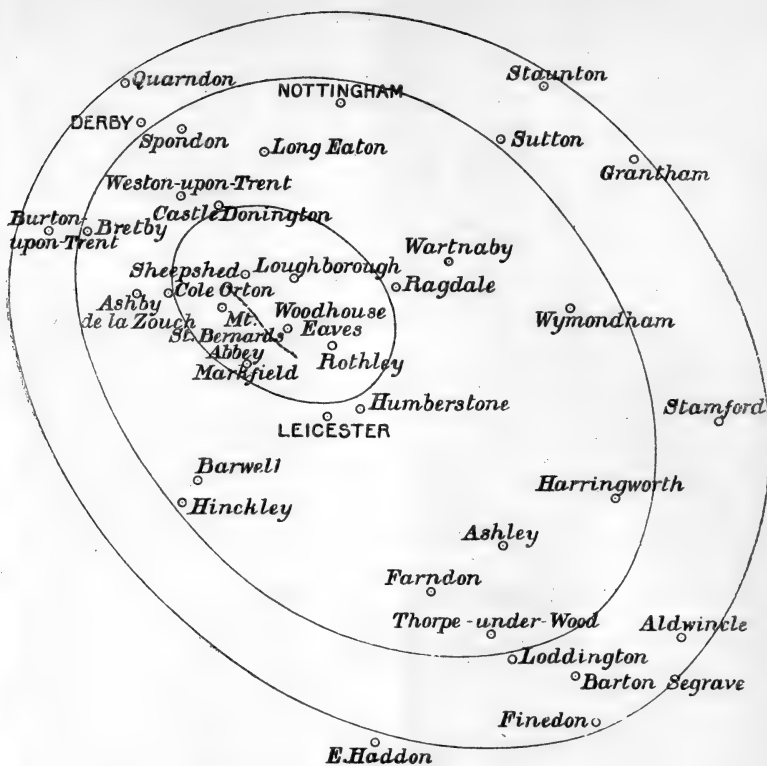 Quarndon
Staunton
NOTTINGHAM
DERBY
Spondon
Sutton
Long Eaton
Grantham
Weston-upon-Trent
Castle Donington
Burton-
upon-Trent
Bretby
Wartnaby
Sheepshed
Loughborough
Ragdale
Ashby
de la Zouch
Cole Orton
Mt.
St. Bernards
Abbey
Woodhouse
Eaves
Wymondham
Markfield
Rothley
Humberstone
Stamford
LEICESTER
Barwell
Hinckley
Harringworth
Ashley
Farndon
Thorpe-under-Wood
Aldwincle
Loddington
Barton Segrave
Finedon
E. Haddon